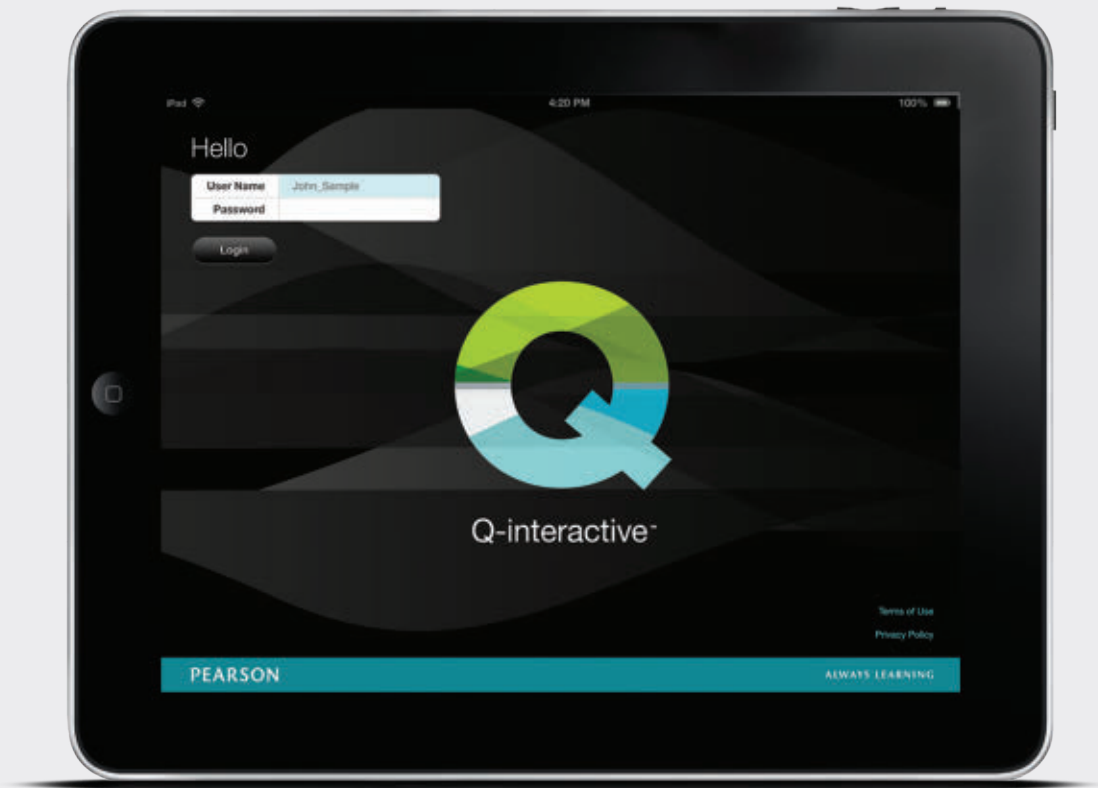 iPad 4:20 PM 100%
Hello
User Name John_Sample
Password
Login
Q-interactive™
Terms of Use
Privacy Policy
PEARSON ALWAYS LEARNING